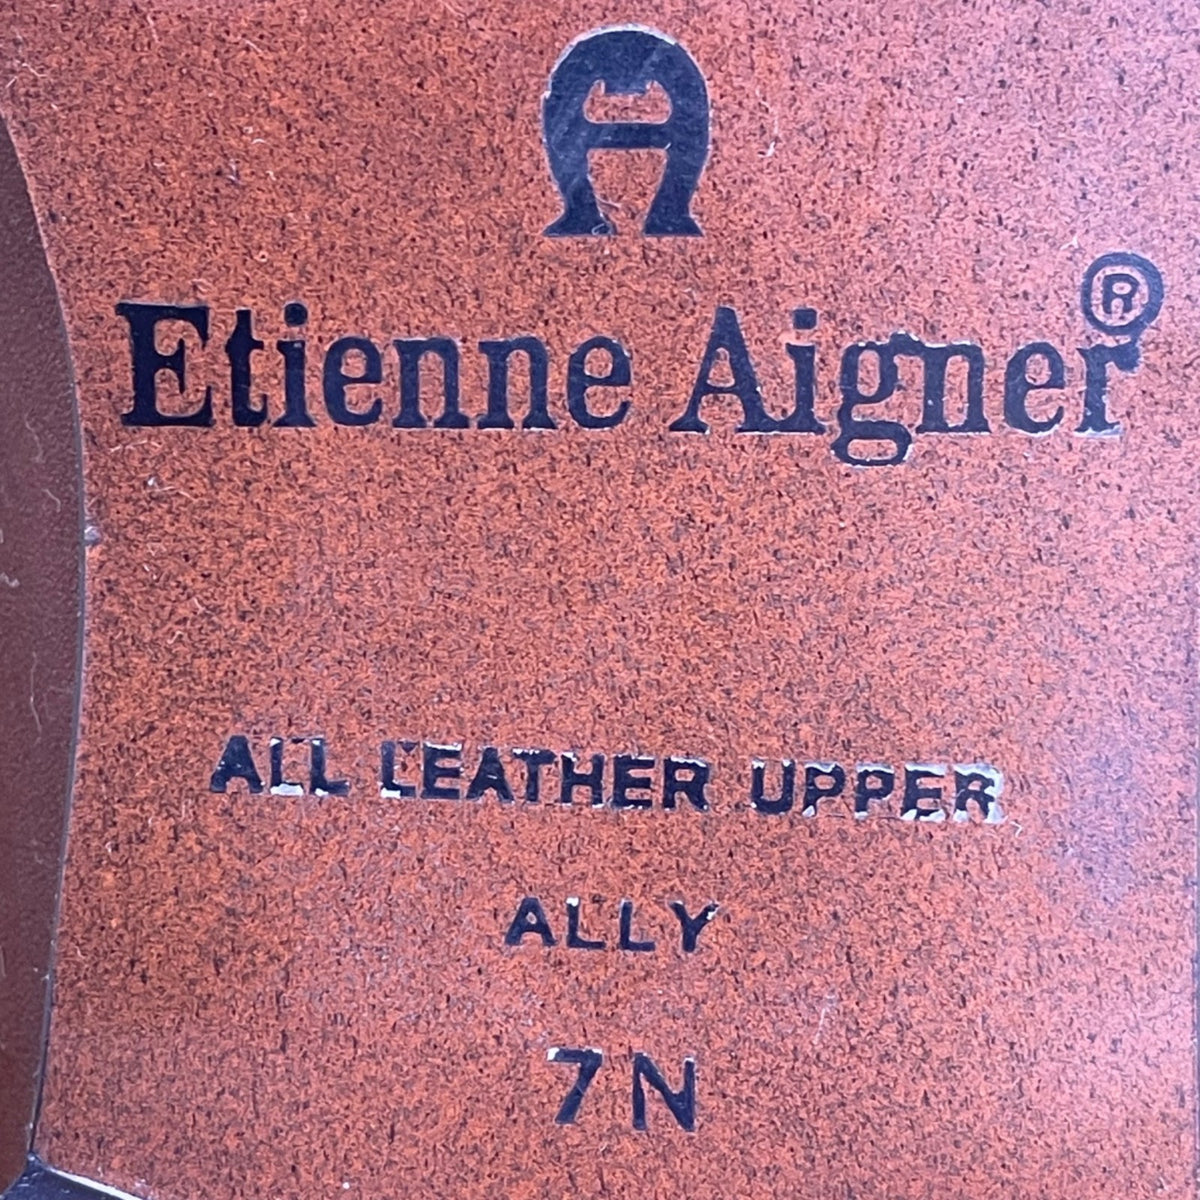 Etienne Aigner®
ALL LEATHER UPPER
ALLY
7N